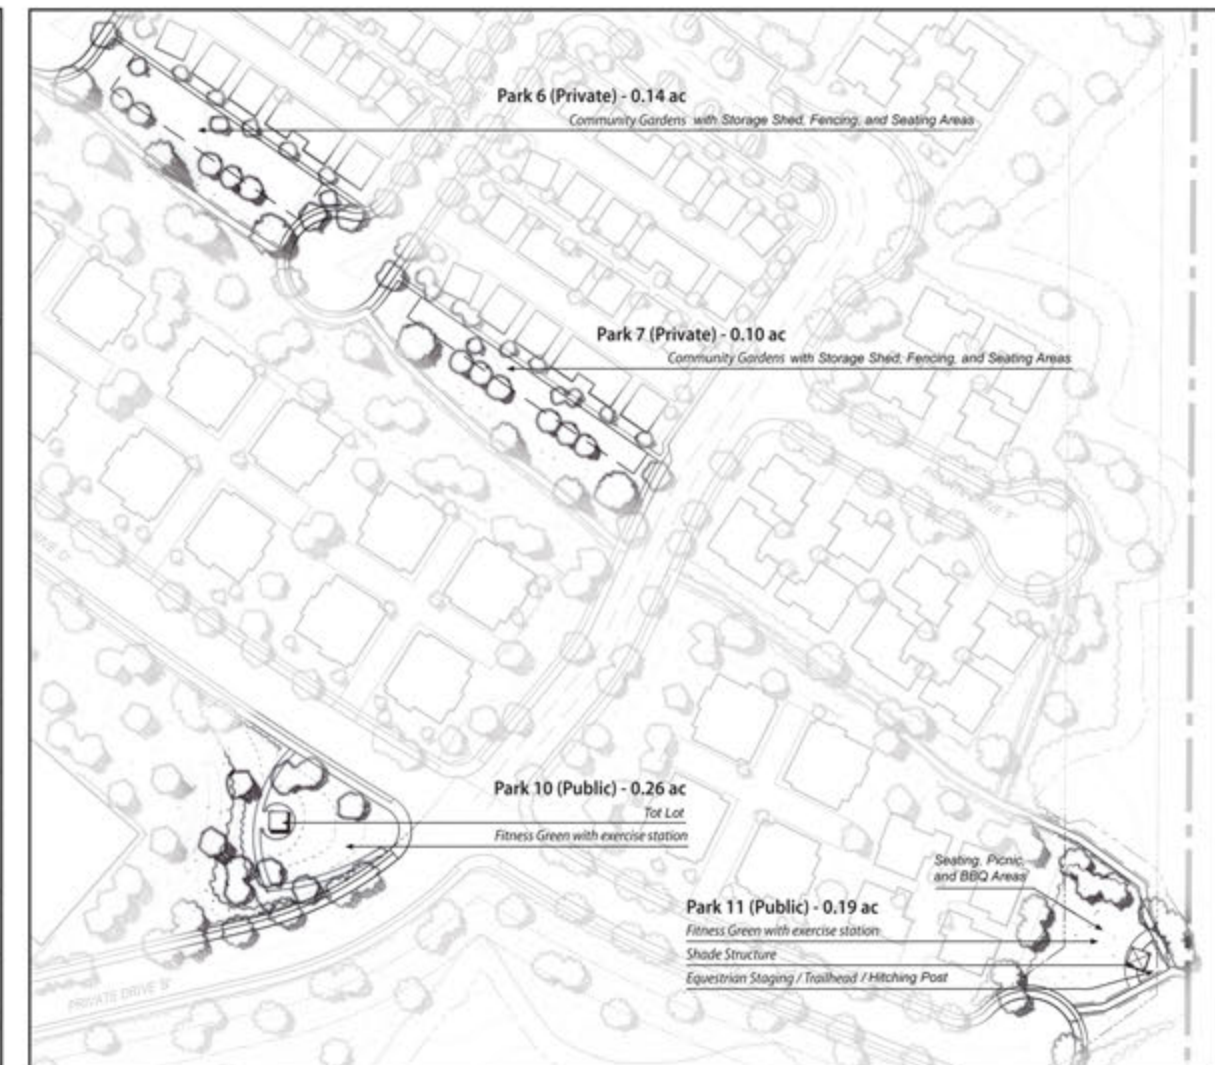 Park 6 (Private) - 0.14 ac
Community Gardens with Storage Shed, Fencing, and Seating Areas
Park 7 (Private) - 0.10 ac
Community Gardens with Storage Shed, Fencing, and Seating Areas
Park 10 (Public) - 0.26 ac
Tot Lot
Fitness Green with exercise station
Seating, Picnic,
and BBQ Areas
Park 11 (Public) - 0.19 ac
Fitness Green with exercise station
Shade Structure
Equestrian Staging / Trailhead / Hitching Post
PRIVATE DRIVE